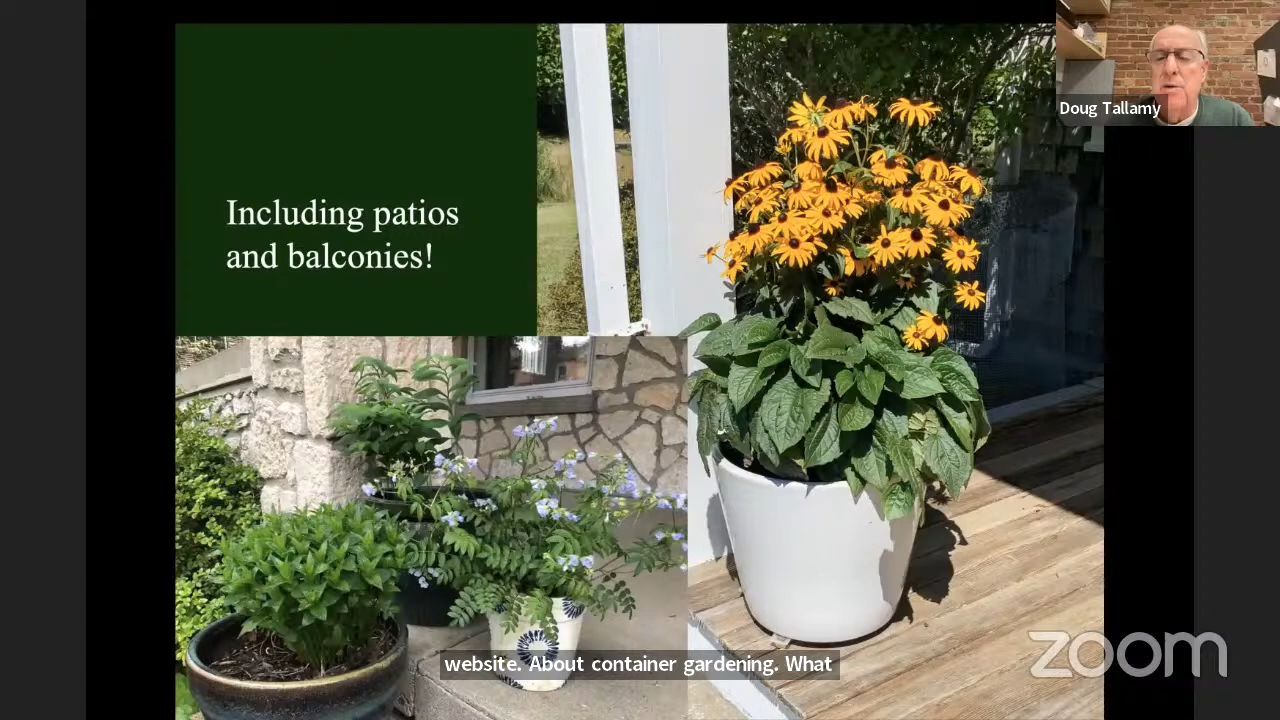 Doug Tallamy
Including patios
and balconies!
website. About container gardening. What
zoom